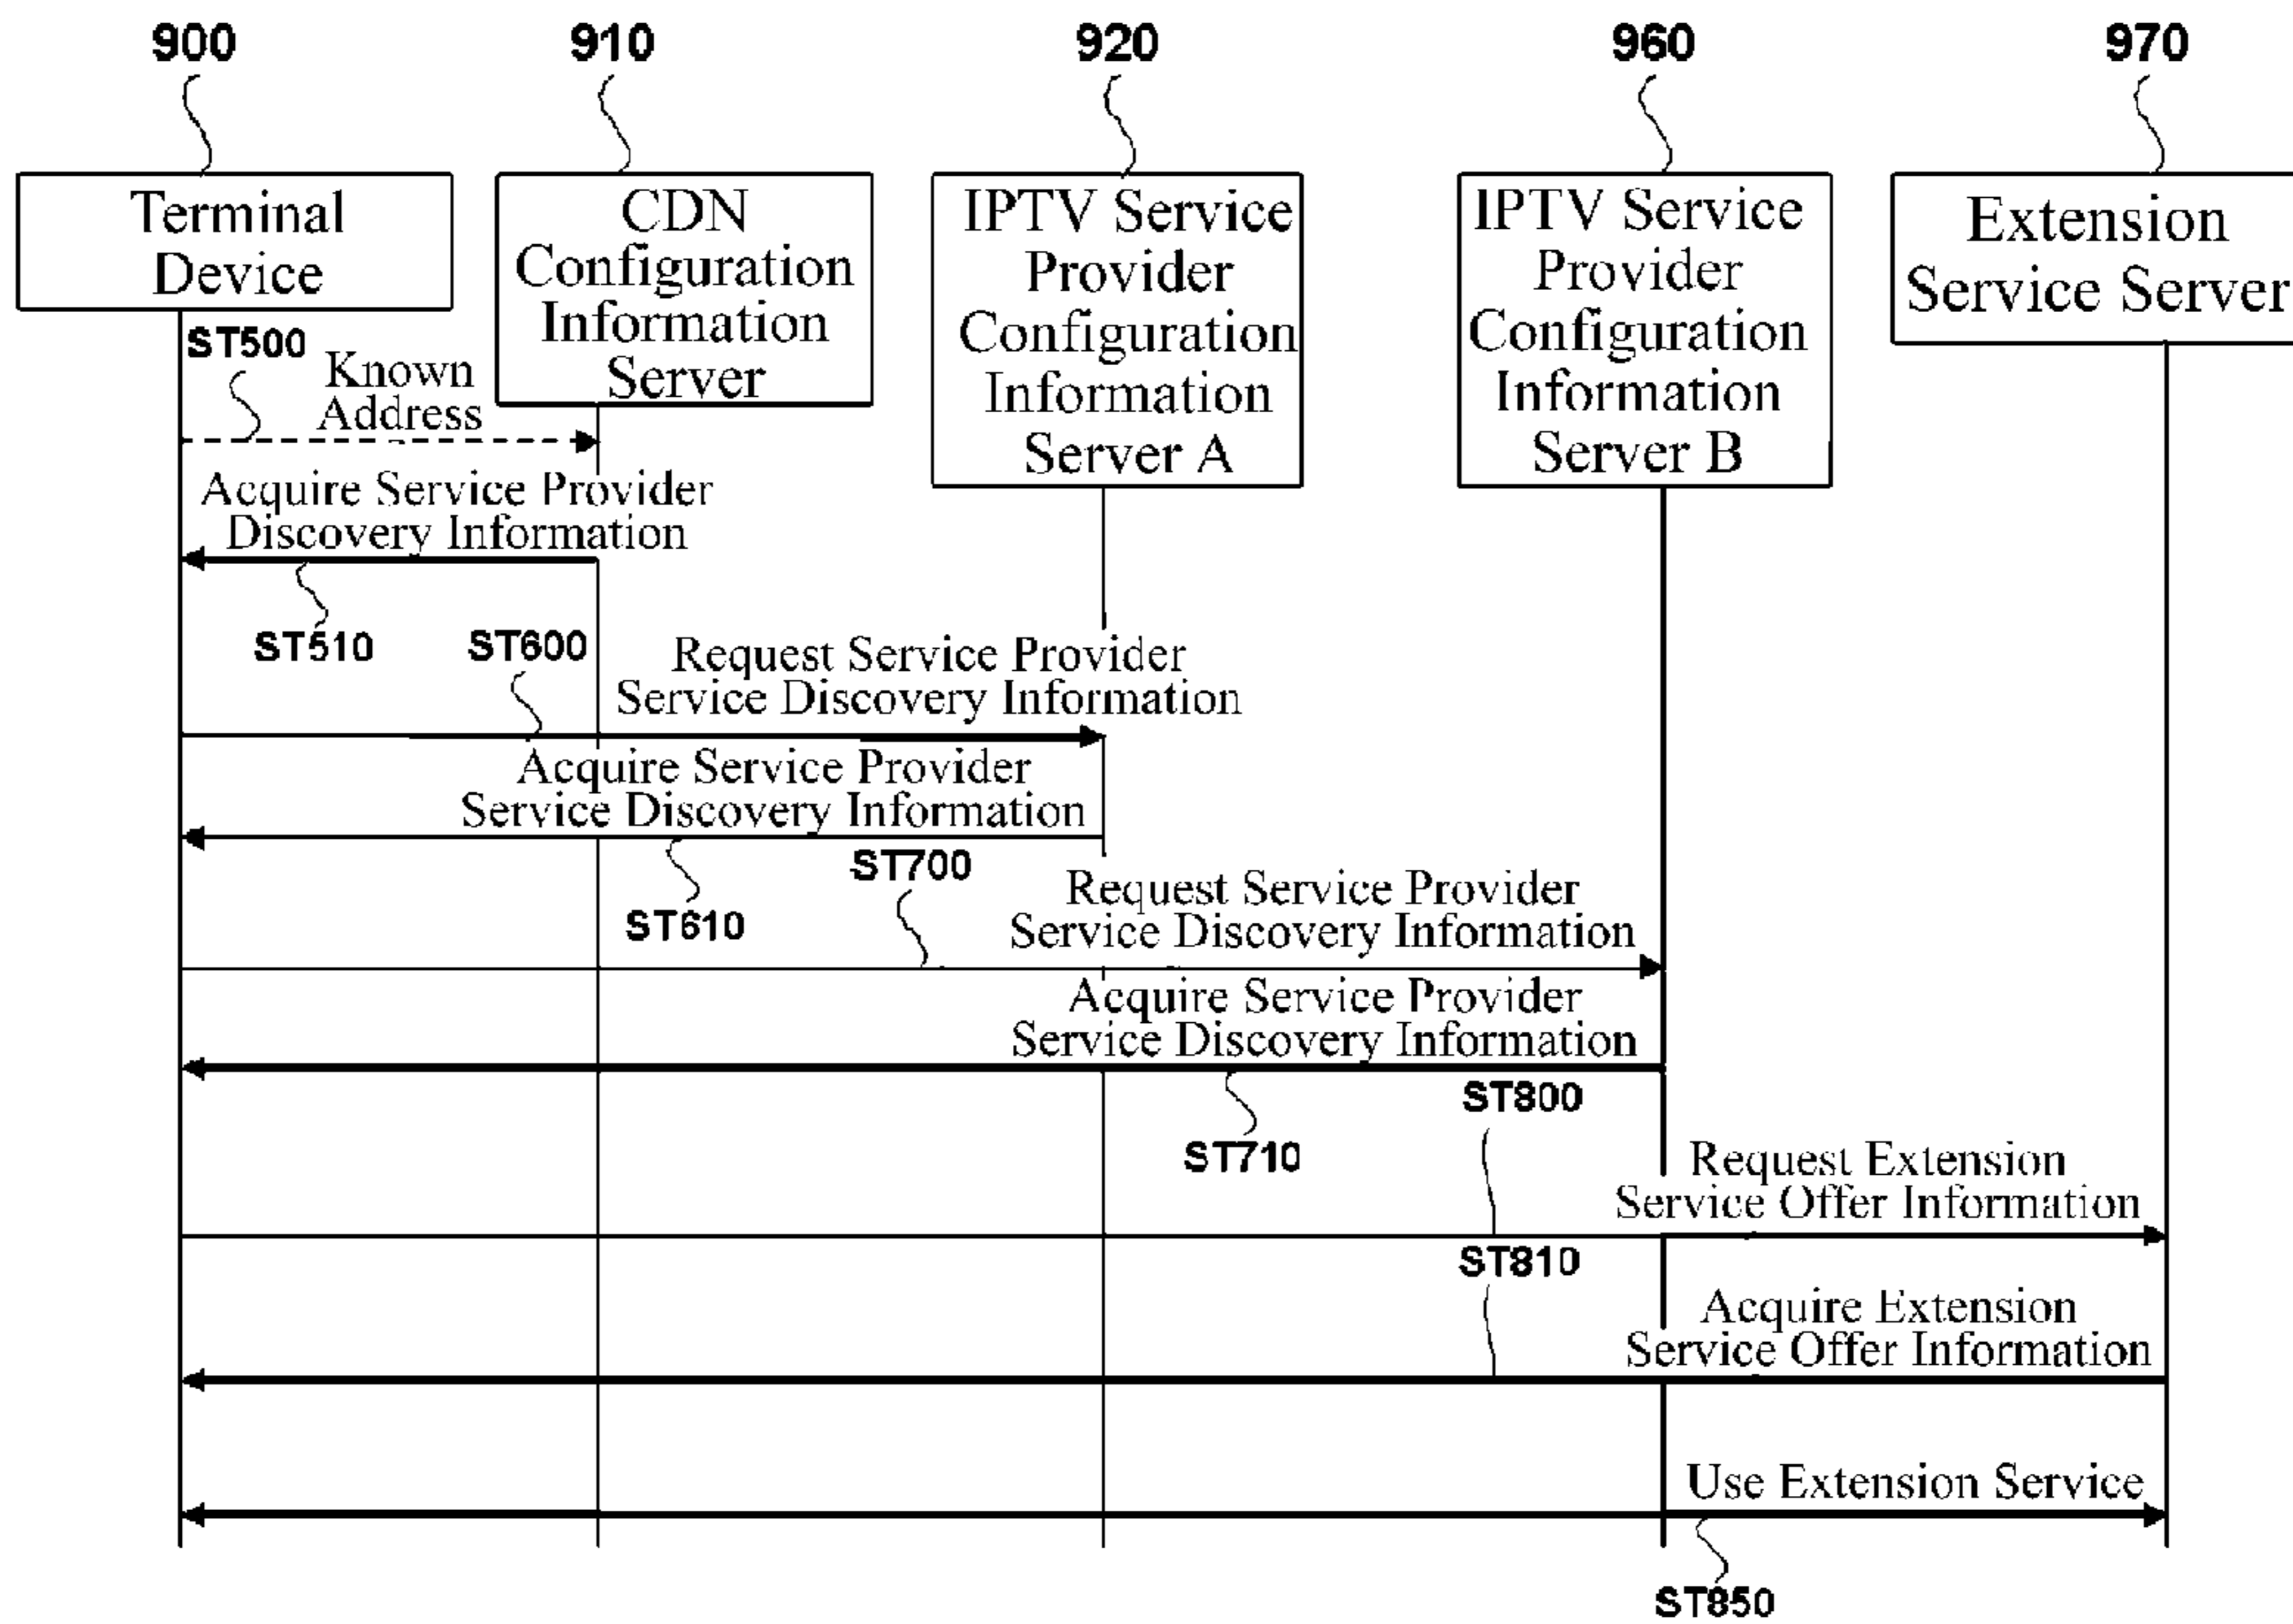 900
910
920
960
970
Terminal
Device
CDN
Configuration
Information
Server
IPTV Service
Provider
Configuration
Information
Server A
IPTV Service
Provider
Configuration
Information
Server B
Extension
Service Server
ST500
Known
Address
Acquire Service Provider
Discovery Information
ST510
ST600
Request Service Provider
Service Discovery Information
Acquire Service Provider
Service Discovery Information
ST610
ST700
Request Service Provider
Service Discovery Information
Acquire Service Provider
Service Discovery Information
ST710
ST800
Request Extension
Service Offer Information
ST810
Acquire Extension
Service Offer Information
Use Extension Service
ST850